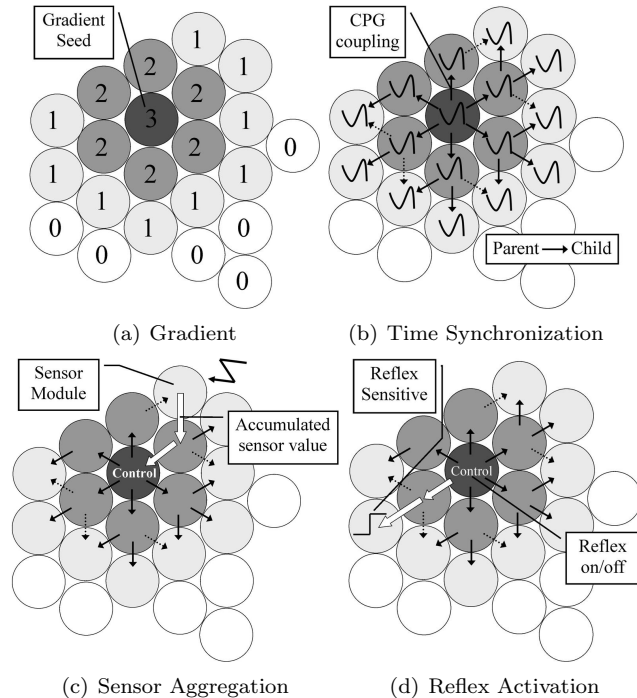 Gradient
Seed
1
2 1
2 2
1 3 1
2 2 0
1 2 1
1 1
0 1 0
0 0
0
(a) Gradient
CPG
coupling
Parent Child
(b) Time Synchronization
Sensor
Module
Accumulated
sensor value
Control
(c) Sensor Aggregation
Reflex
Sensitive
Control
Reflex
on/off
(d) Reflex Activation